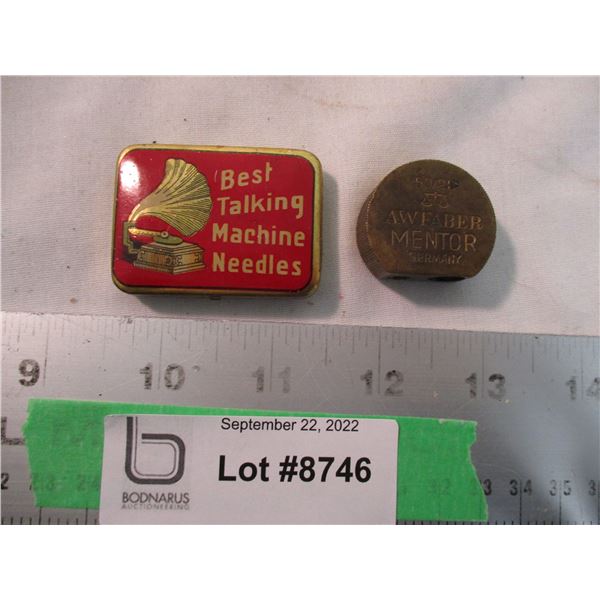 'Best
Talking
Machine
Needles
A.W.FABER
MENTOR
GERMANY
9 10 11 12 13 14
September 22, 2022
Lot #8746
BODNARUS
AUCTIONEERING